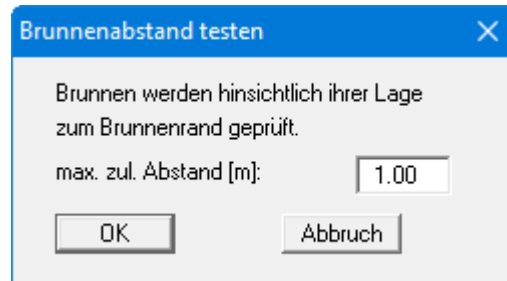 Brunnenabstand testen
Brunnen werden hinsichtlich ihrer Lage
zum Brunnenrand geprüft.
max. zul. Abstand [m]: 1.00
OK Abbruch